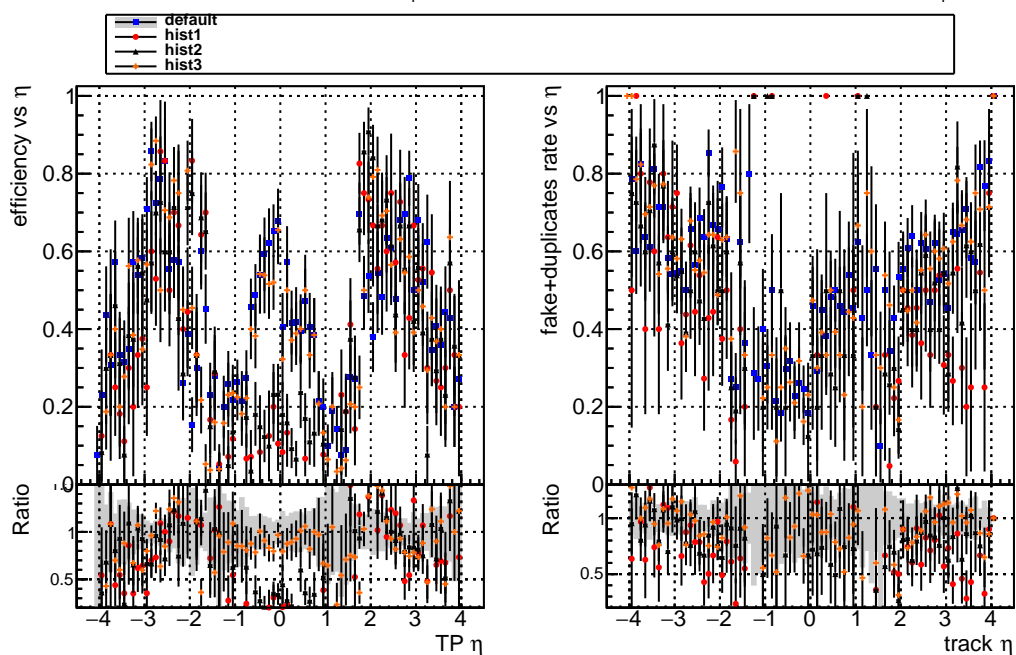 default
hist1
hist2
hist3
efficiency vs η
1
0.8
0.6
0.4
0.2
0
Ratio
1
0.5
−4 −3 −2 −1 0 1 2 3 4
TP η
fake+duplicates rate vs η
1
0.8
0.6
0.4
0.2
0
Ratio
1
0.5
−4 −3 −2 −1 0 1 2 3 4
track η